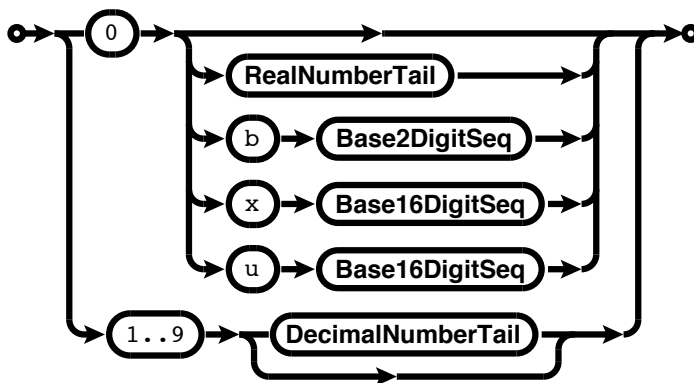 0
RealNumberTail
b Base2DigitSeq
x Base16DigitSeq
u Base16DigitSeq
1..9 DecimalNumberTail